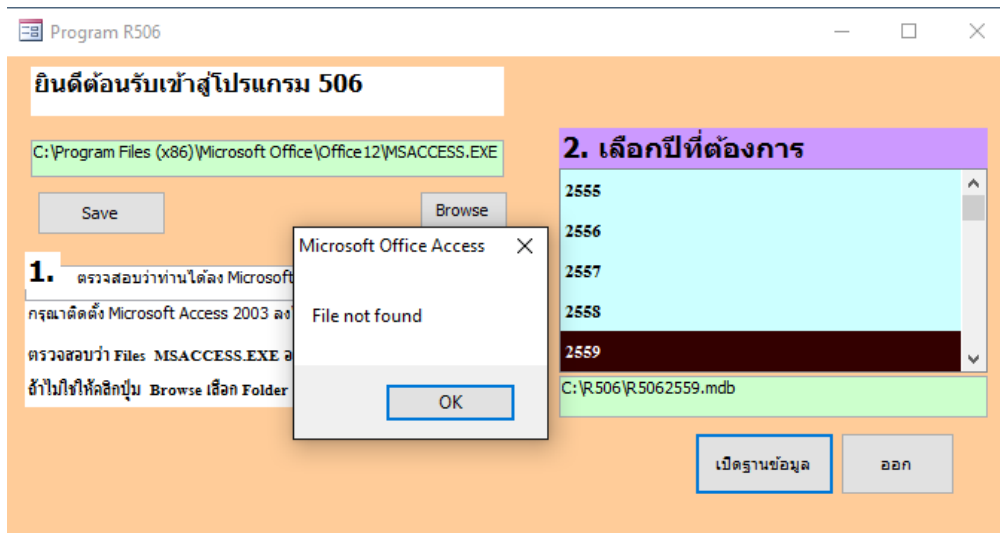 Program R506
ยินดีต้อนรับเข้าสู่โปรแกรม 506
C:\Program Files (x86)\Microsoft Office\Office12\MSACCESS.EXE
Save
Browse
1. ตรวจสอบว่าท่านได้ลง Microsoft
กรุณาติดตั้ง Microsoft Access 2003
ตรวจสอบว่า Files MSACCESS.EXE
ถ้าไม่ใช่ให้คลิกปุ่ม Browse เลือก Folder
Microsoft Office Access
File not found
OK
2. เลือกปีที่ต้องการ
2555
2556
2557
2558
2559
C:\R506\R5062559.mdb
เปิดฐานข้อมูล
ออก